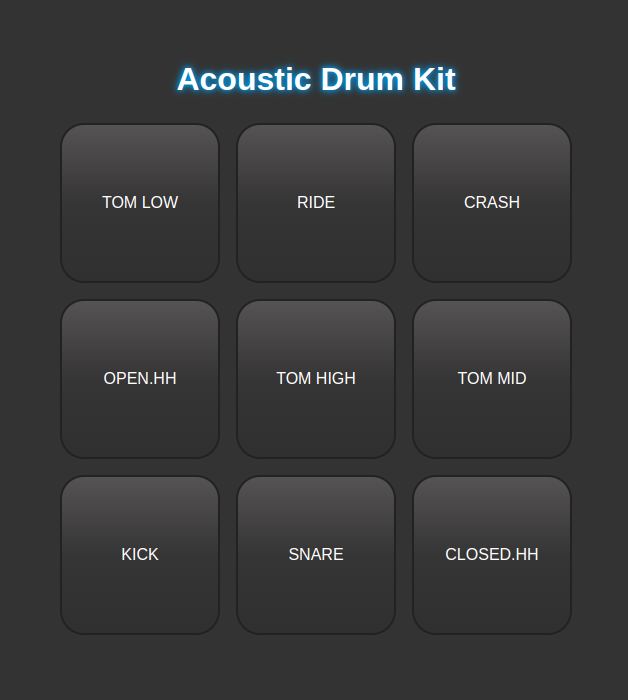 Acoustic Drum Kit
TOM LOW
RIDE
CRASH
OPEN.HH
TOM HIGH
TOM MID
KICK
SNARE
CLOSED.HH